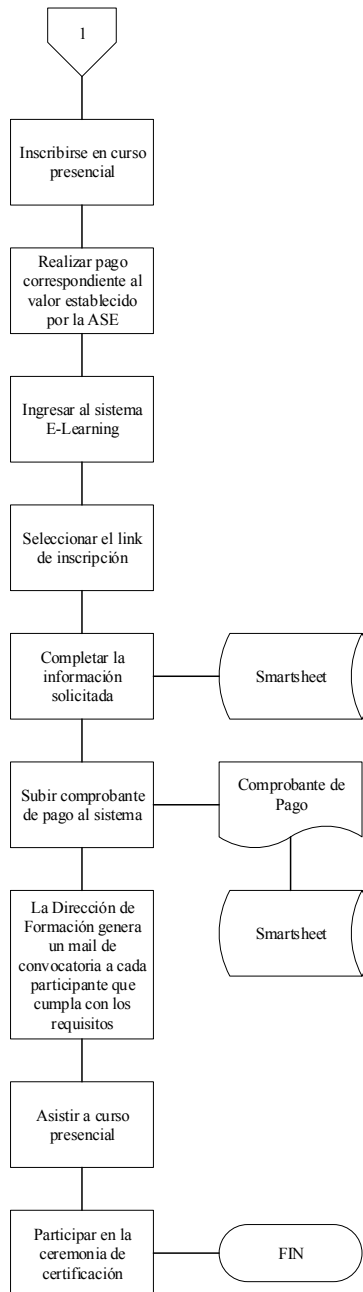 1
Inscribirse en curso
presencial
Realizar pago
correspondiente al
valor establecido
por la ASE
Ingresar al sistema
E-Learning
Seleccionar el link
de inscripción
Completar la
información
solicitada
Smartsheet
Subir comprobante
de pago al sistema
Comprobante de
Pago
Smartsheet
La Dirección de
Formación genera
un mail de
convocatoria a cada
participante que
cumpla con los
requisitos
Asistir a curso
presencial
Participar en la
ceremonia de
certificación
FIN